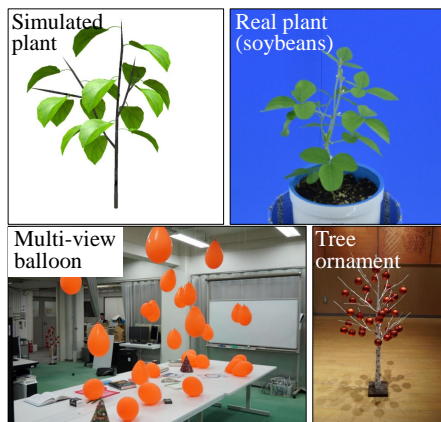 Simulated
plant
Real plant
(soybeans)
Multi-view
balloon
Tree
ornament